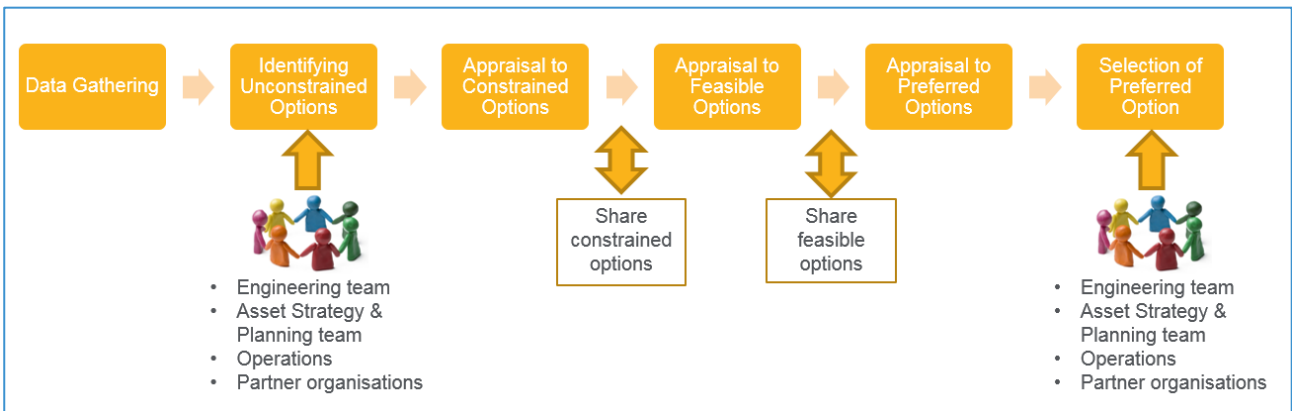 Data Gathering
Identifying
Unconstrained
Options
Appraisal to
Constrained
Options
Appraisal to
Feasible
Options
Appraisal to
Preferred
Options
Selection of
Preferred
Option
Share
constrained
options
Share
feasible
options
• Engineering team
• Asset Strategy &
Planning team
• Operations
• Partner organisations
• Engineering team
• Asset Strategy &
Planning team
• Operations
• Partner organisations